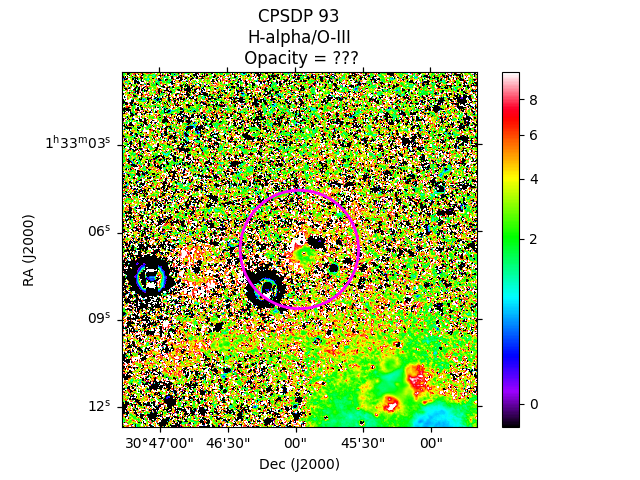 CPSDP 93
H-alpha/O-III
Opacity = ???
RA (J2000)
1ʰ33ᵐ03ˢ
06ˢ
09ˢ
12ˢ
30°47'00"
46'30"
00"
45'30"
00"
Dec (J2000)
8
6
4
2
0